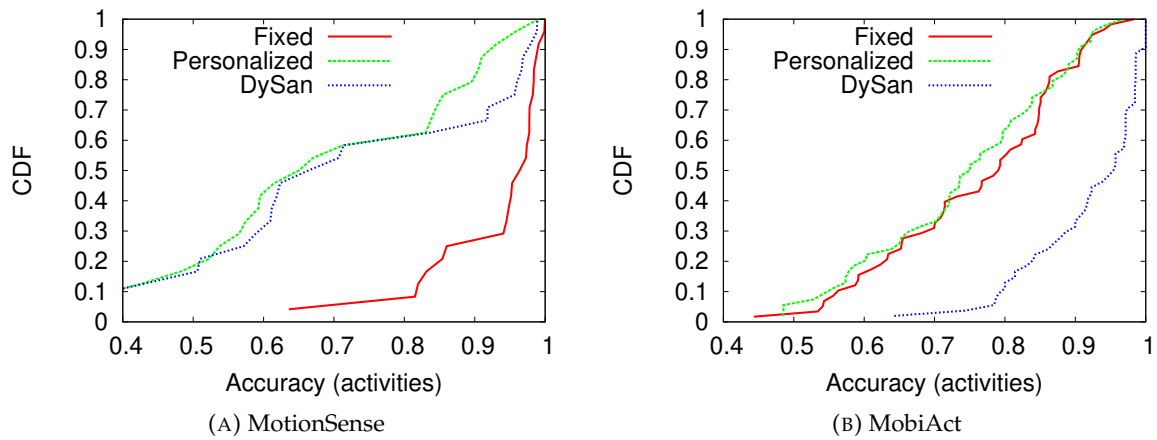 1
0.9
0.8
0.7
0.6
0.5
0.4
0.3
0.2
0.1
0
CDF
Fixed
Personalized
DySan
0.4 0.5 0.6 0.7 0.8 0.9 1
Accuracy (activities)
(A) MotionSense
1
0.9
0.8
0.7
0.6
0.5
0.4
0.3
0.2
0.1
0
CDF
Fixed
Personalized
DySan
0.4 0.5 0.6 0.7 0.8 0.9 1
Accuracy (activities)
(B) MobiAct